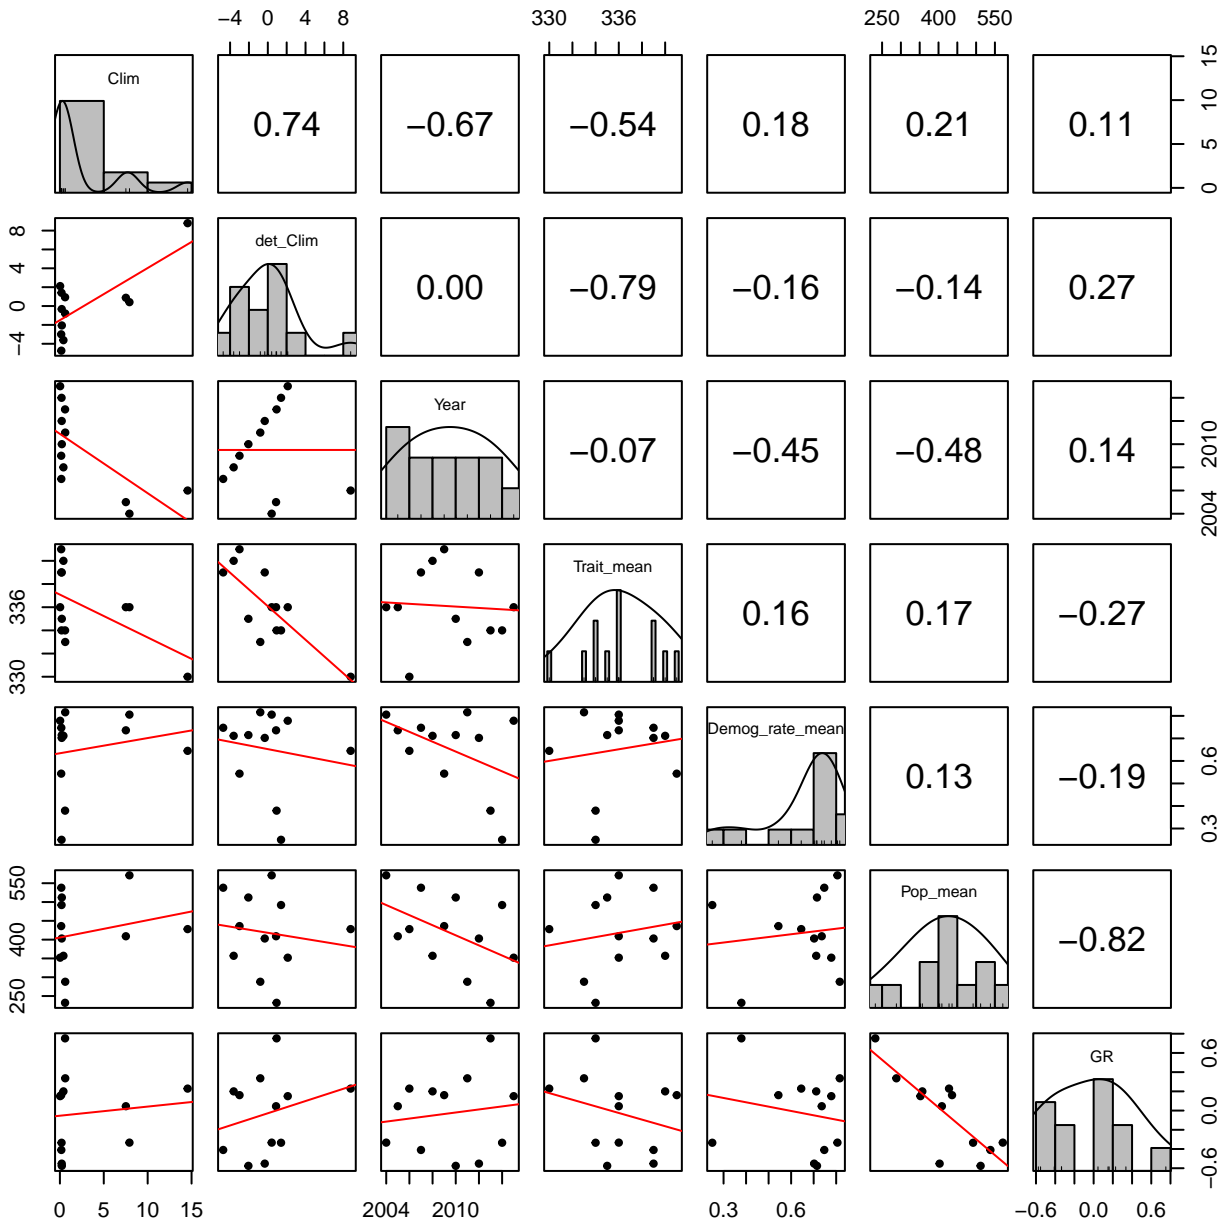 −4 0 4 8 330 336 250 400 550
Clim 0.74 −0.67 −0.54 0.18 0.21 0.11 0 5 10 15
−4 0 4 8 det_Clim 0.00 −0.79 −0.16 −0.14 0.27
Year −0.07 −0.45 −0.48 0.14 2004 2010
330 336 Trait_mean 0.16 0.17 −0.27
Demog_rate_mean 0.13 −0.19 0.3 0.6
250 400 550 Pop_mean −0.82
GR −0.6 0.0 0.6
0 5 10 15 2004 2010 0.3 0.6 −0.6 0.0 0.6